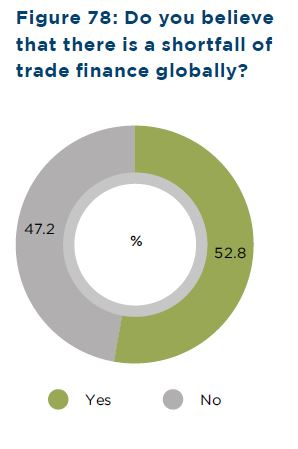 Figure 78: Do you believe
that there is a shortfall of
trade finance globally?
47.2
%
52.8
Yes
No